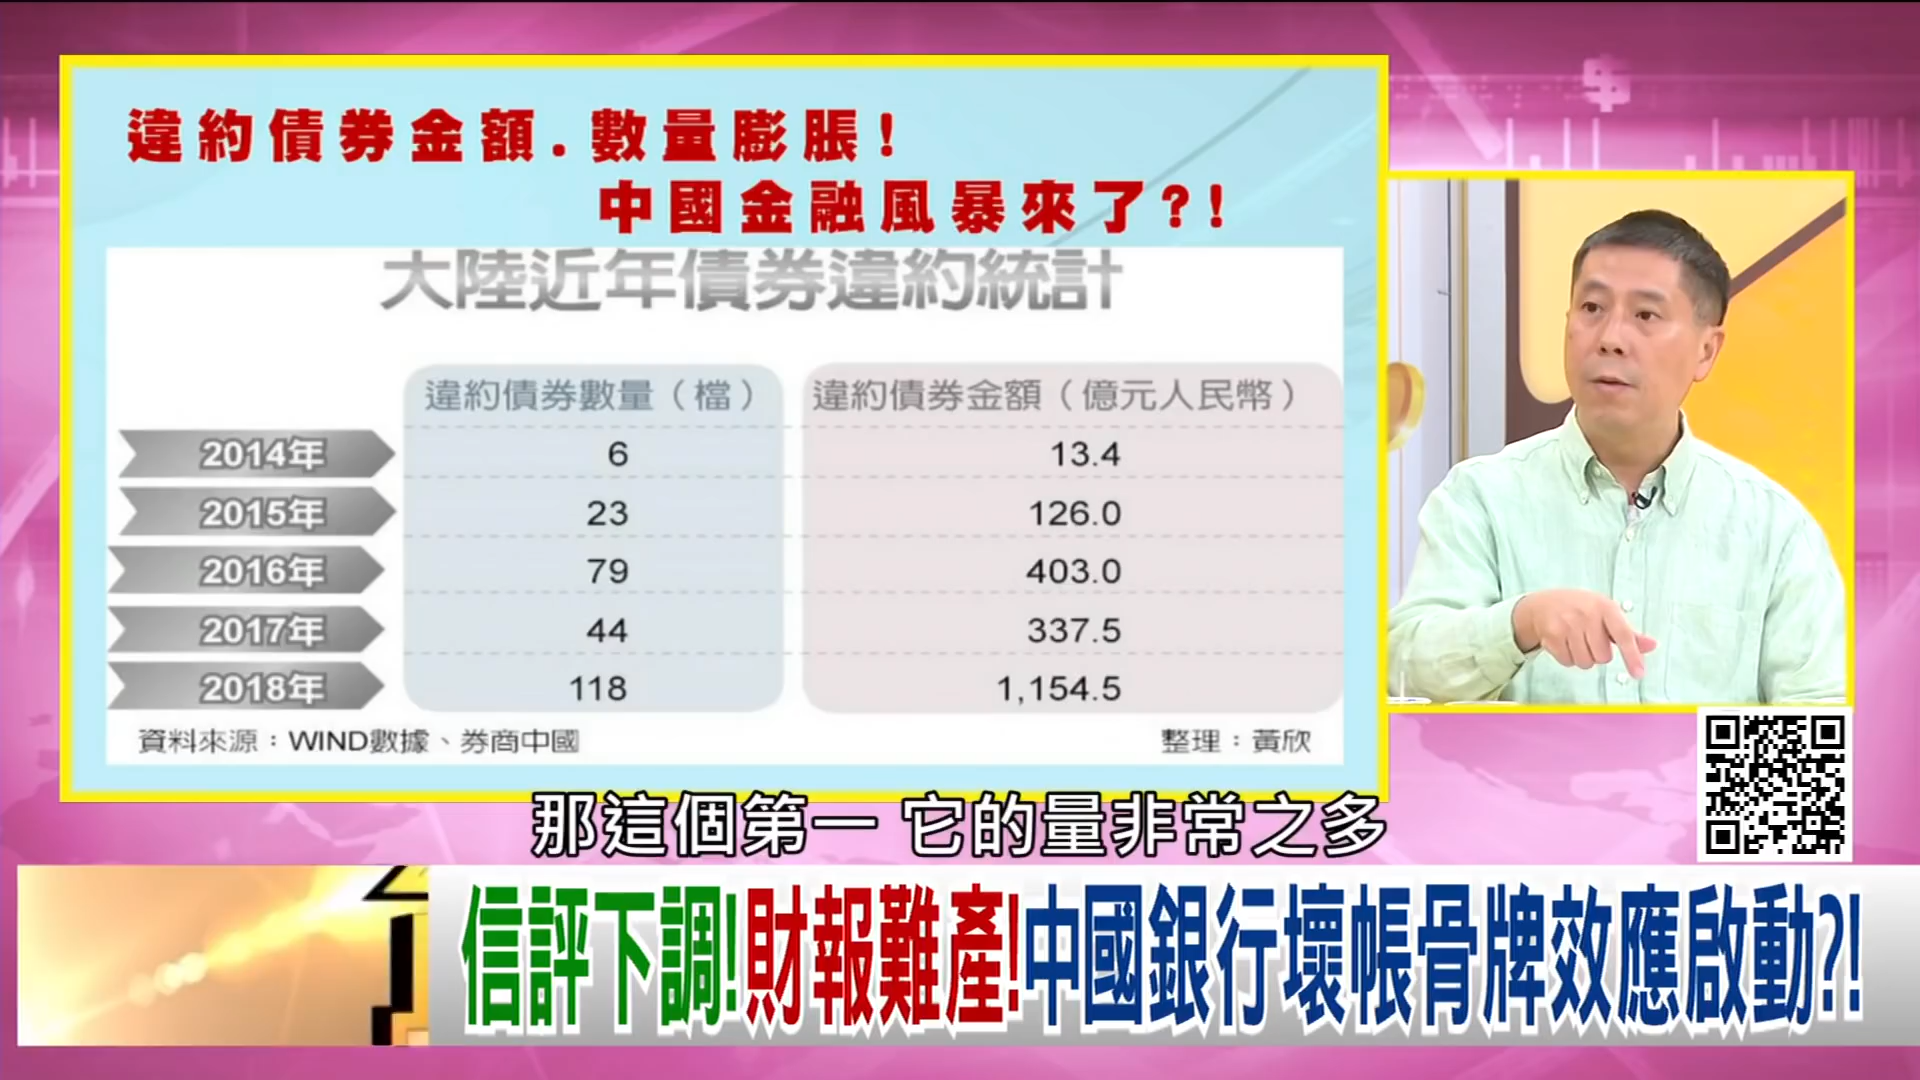 違約債券金額.數量膨脹！
中國金融風暴來了？！
大陸近年債券違約統計
違約債券數量（檔） 違約債券金額（億元人民幣）
2014年 6 13.4
2015年 23 126.0
2016年 79 403.0
2017年 44 337.5
2018年 118 1,154.5
資料來源：WIND數據、券商中國 整理：黃欣
那這個第一 它的量非常之多
信評下調!財報難產!中國銀行壞帳骨牌效應啟動?!